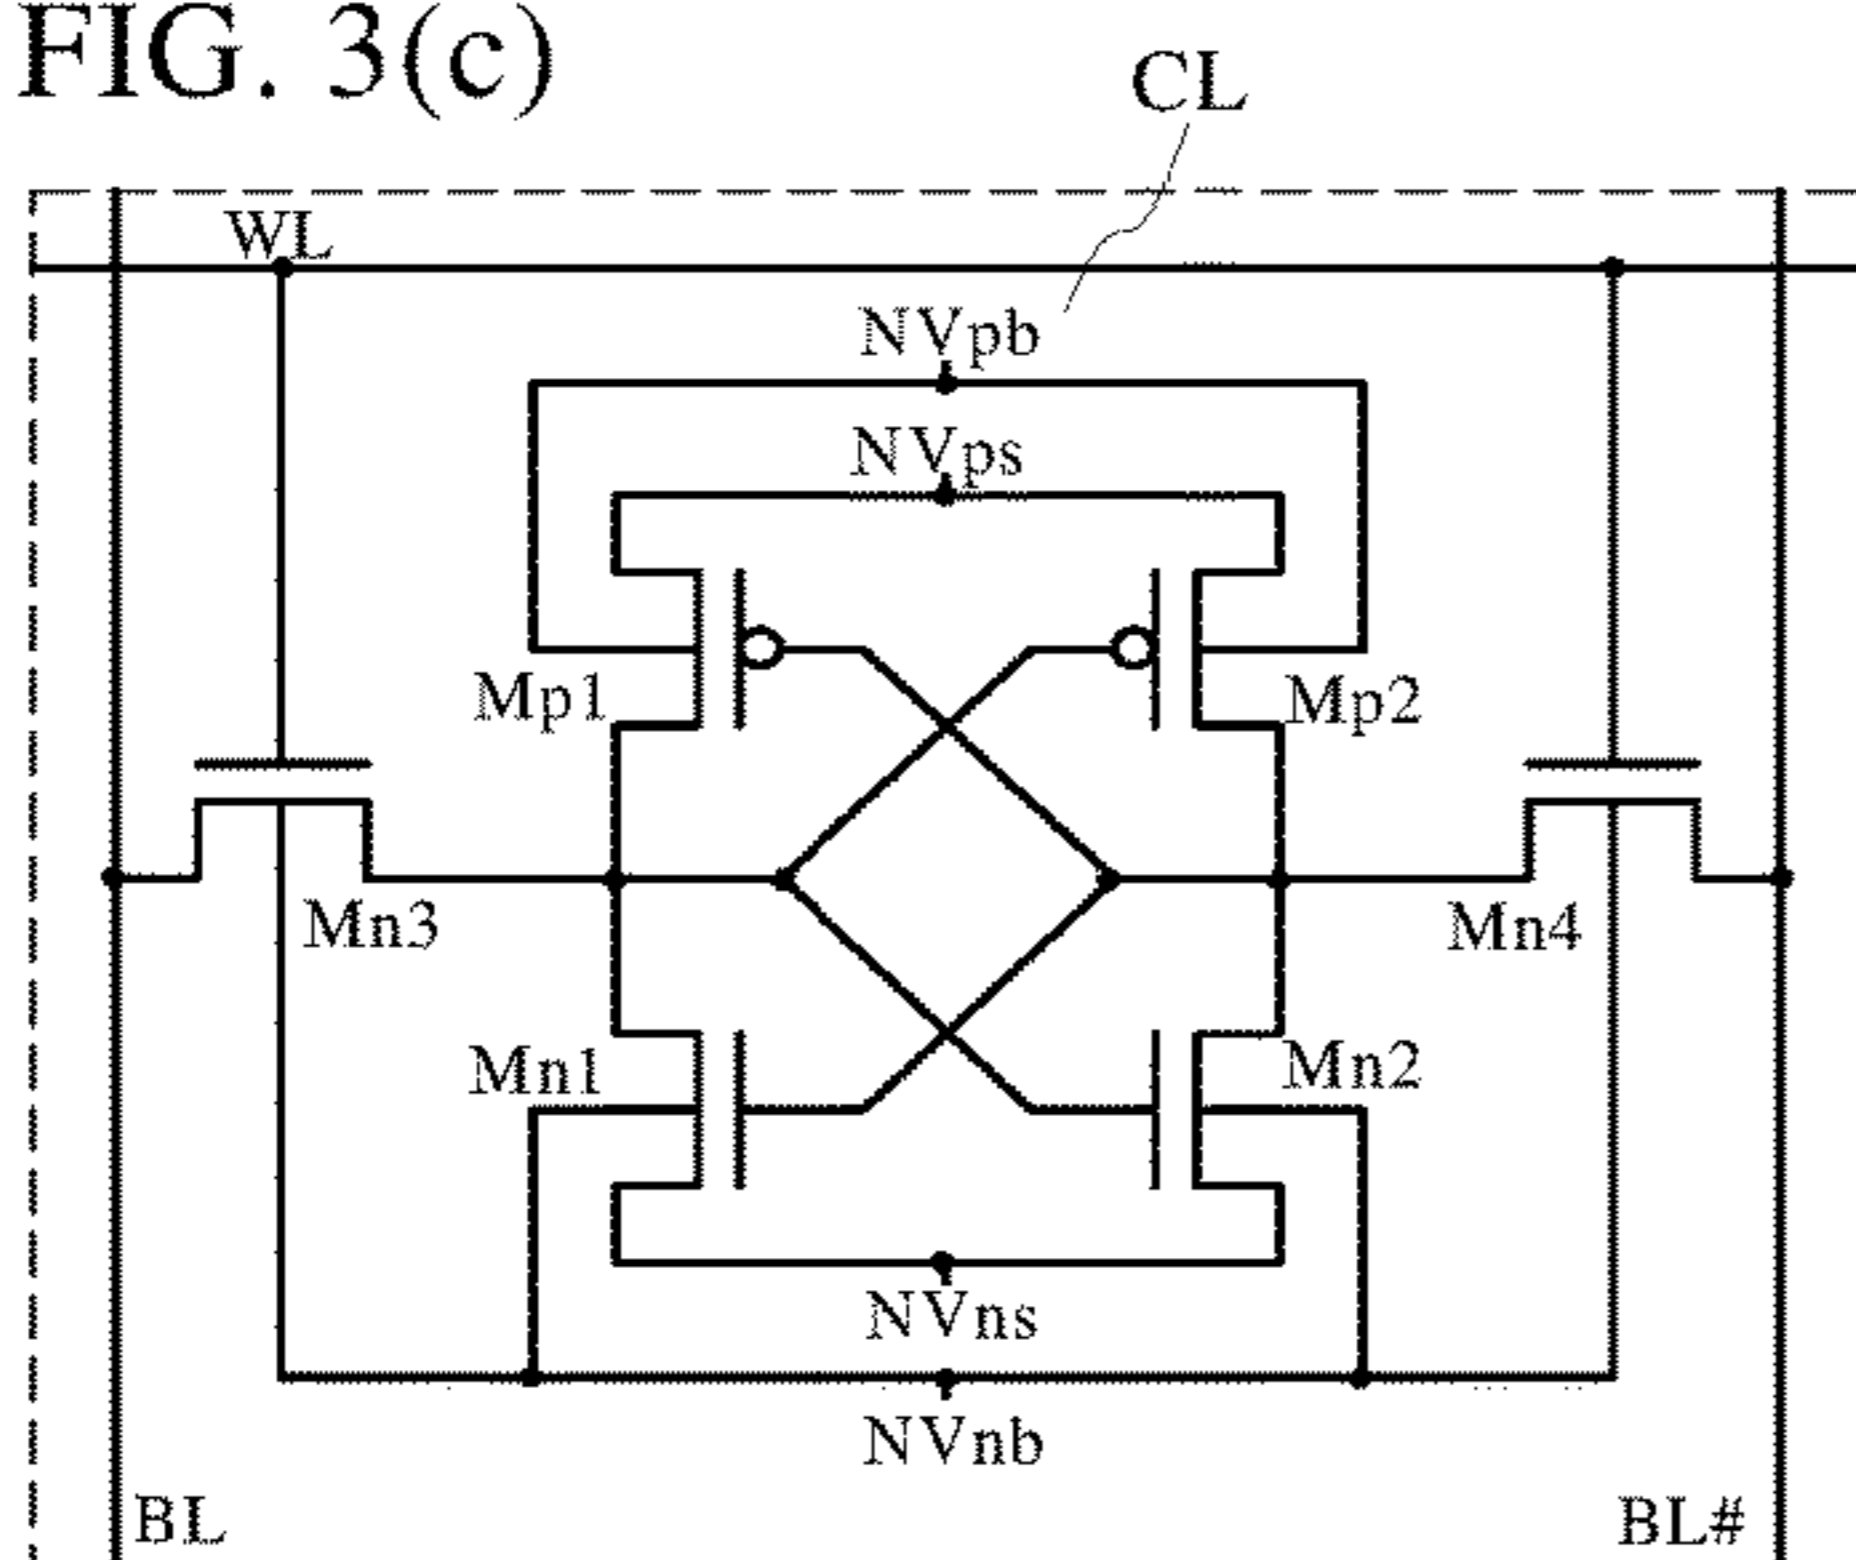 FIG. 3(c)
CL
WL
NVpb
NVps
Mp1
Mp2
Mn3
Mn4
Mn1
Mn2
NVns
NVnb
BL
BL#